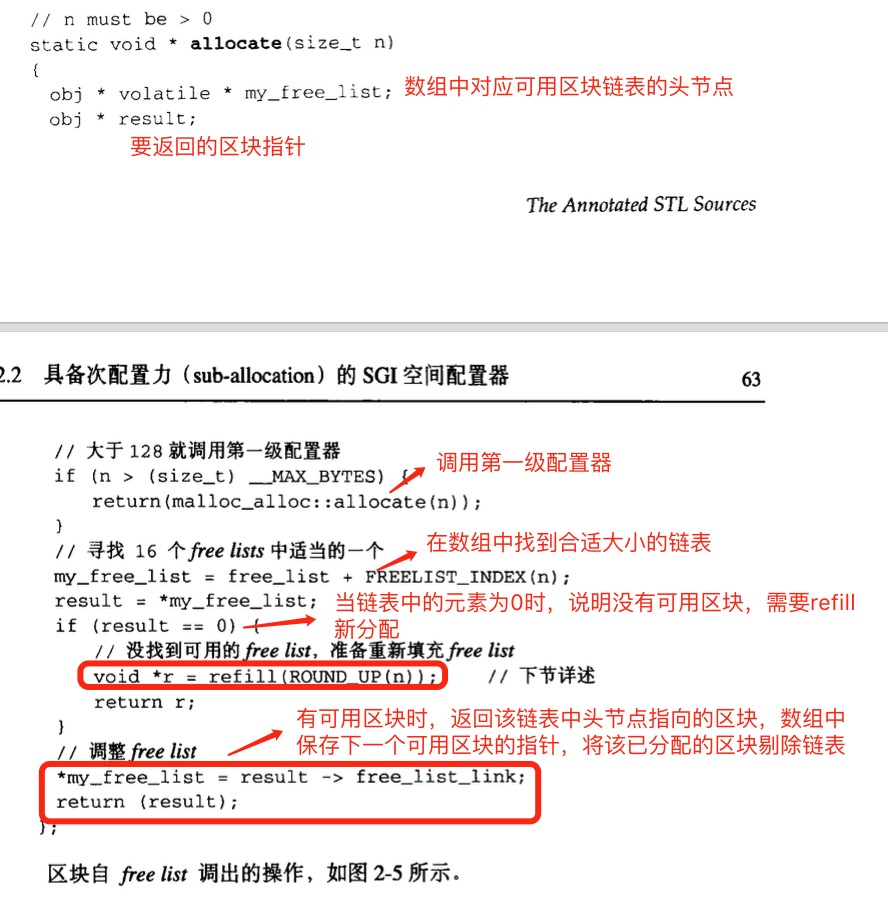 // n must be > 0
static void * allocate(size_t n)
{
obj * volatile * my_free_list; 数组中对应可用区块链表的头节点
obj * result;
要返回的区块指针
The Annotated STL Sources
2.2 具备次配置力（sub-allocation）的 SGI 空间配置器 63
// 大于 128 就调用第一级配置器
if (n > (size_t) __MAX_BYTES) { 调用第一级配置器
return(malloc_alloc::allocate(n));
}
// 寻找 16 个 free lists 中适当的一个 在数组中找到合适大小的链表
my_free_list = free_list + FREELIST_INDEX(n);
result = *my_free_list; 当链表中的元素为0时，说明没有可用区块，需要refill
if (result == 0) { 新分配
// 没找到可用的 free list，准备重新填充 free list
void *r = refill(ROUND_UP(n)); // 下节详述
return r;
} 有可用区块时，返回该链表中头节点指向的区块，数组中
// 调整 free list 保存下一个可用区块的指针，将该已分配的区块剔除链表
*my_free_list = result -> free_list_link;
return (result);
};
区块自 free list 调出的操作，如图 2-5 所示。